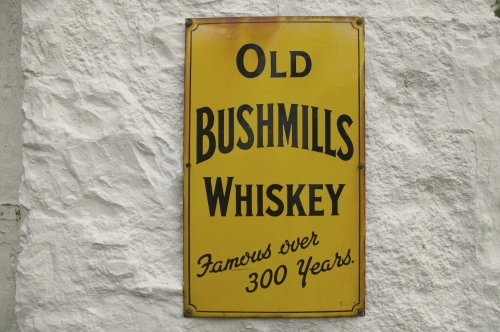 OLD
BUSHMILLS
WHISKEY
Famous over
300 Years.